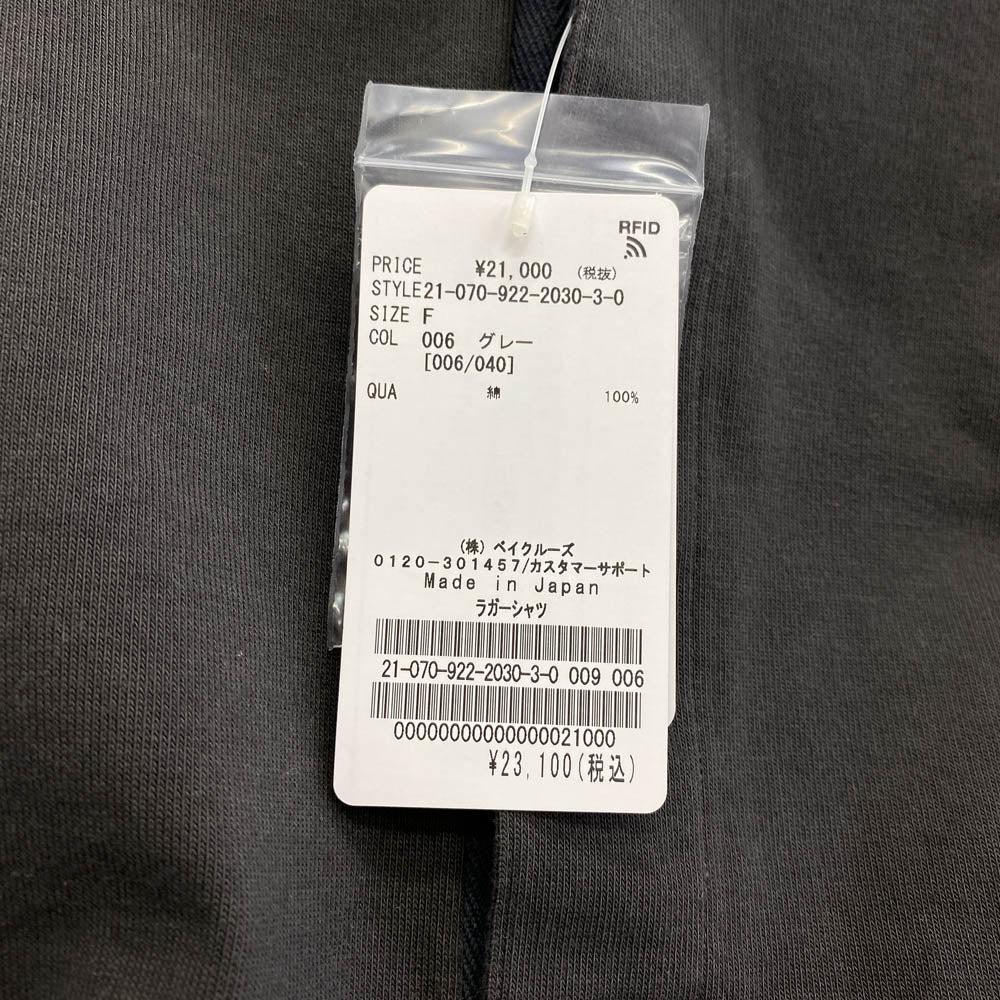 RFID
PRICE ¥21,000 (税抜)
STYLE21-070-922-2030-3-0
SIZE F
COL 006 グレー
[006/040]
QUA 綿 100%
(株) ベイクルーズ
0120-301457/カスタマーサポート
Made in Japan
ラガーシャツ
21-070-922-2030-3-0 009 006
00000000000000021000
¥23,100(税込)